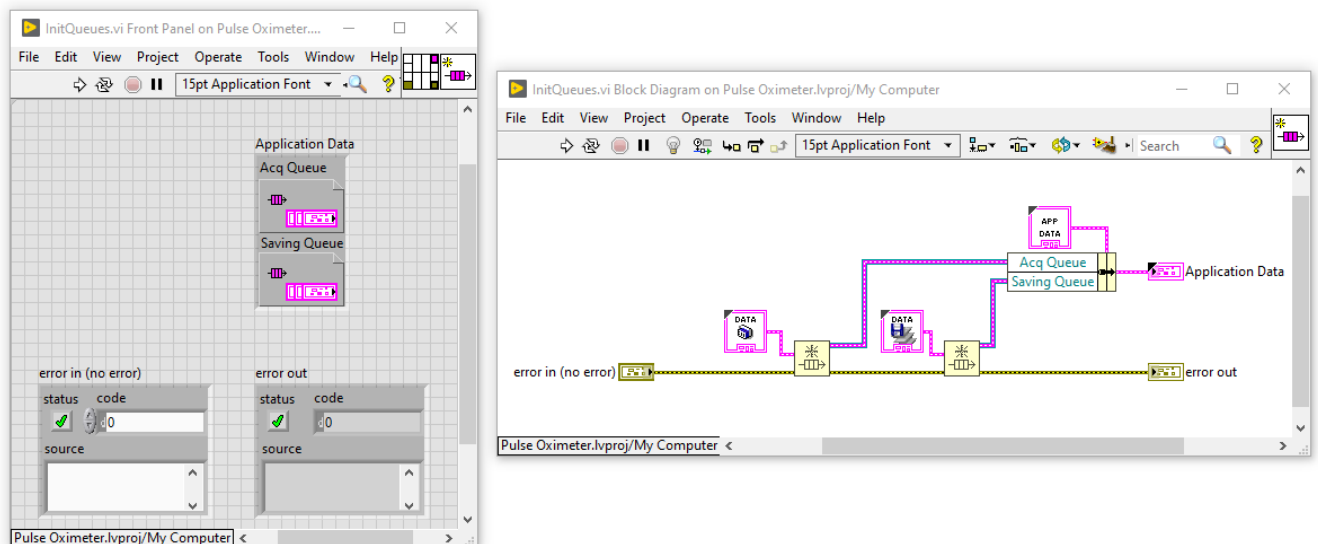 InitQueues.vi Front Panel on Pulse Oximeter....
File Edit View Project Operate Tools Window Help
15pt Application Font
Application Data
Acq Queue
Saving Queue
error in (no error)
status code
d 0
source
error out
status code
d 0
source
Pulse Oximeter.lvproj/My Computer
InitQueues.vi Block Diagram on Pulse Oximeter.lvproj/My Computer
File Edit View Project Operate Tools Window Help
15pt Application Font
Search
APP
DATA
Acq Queue
Saving Queue
Application Data
DATA
DATA
error in (no error)
error out
Pulse Oximeter.lvproj/My Computer